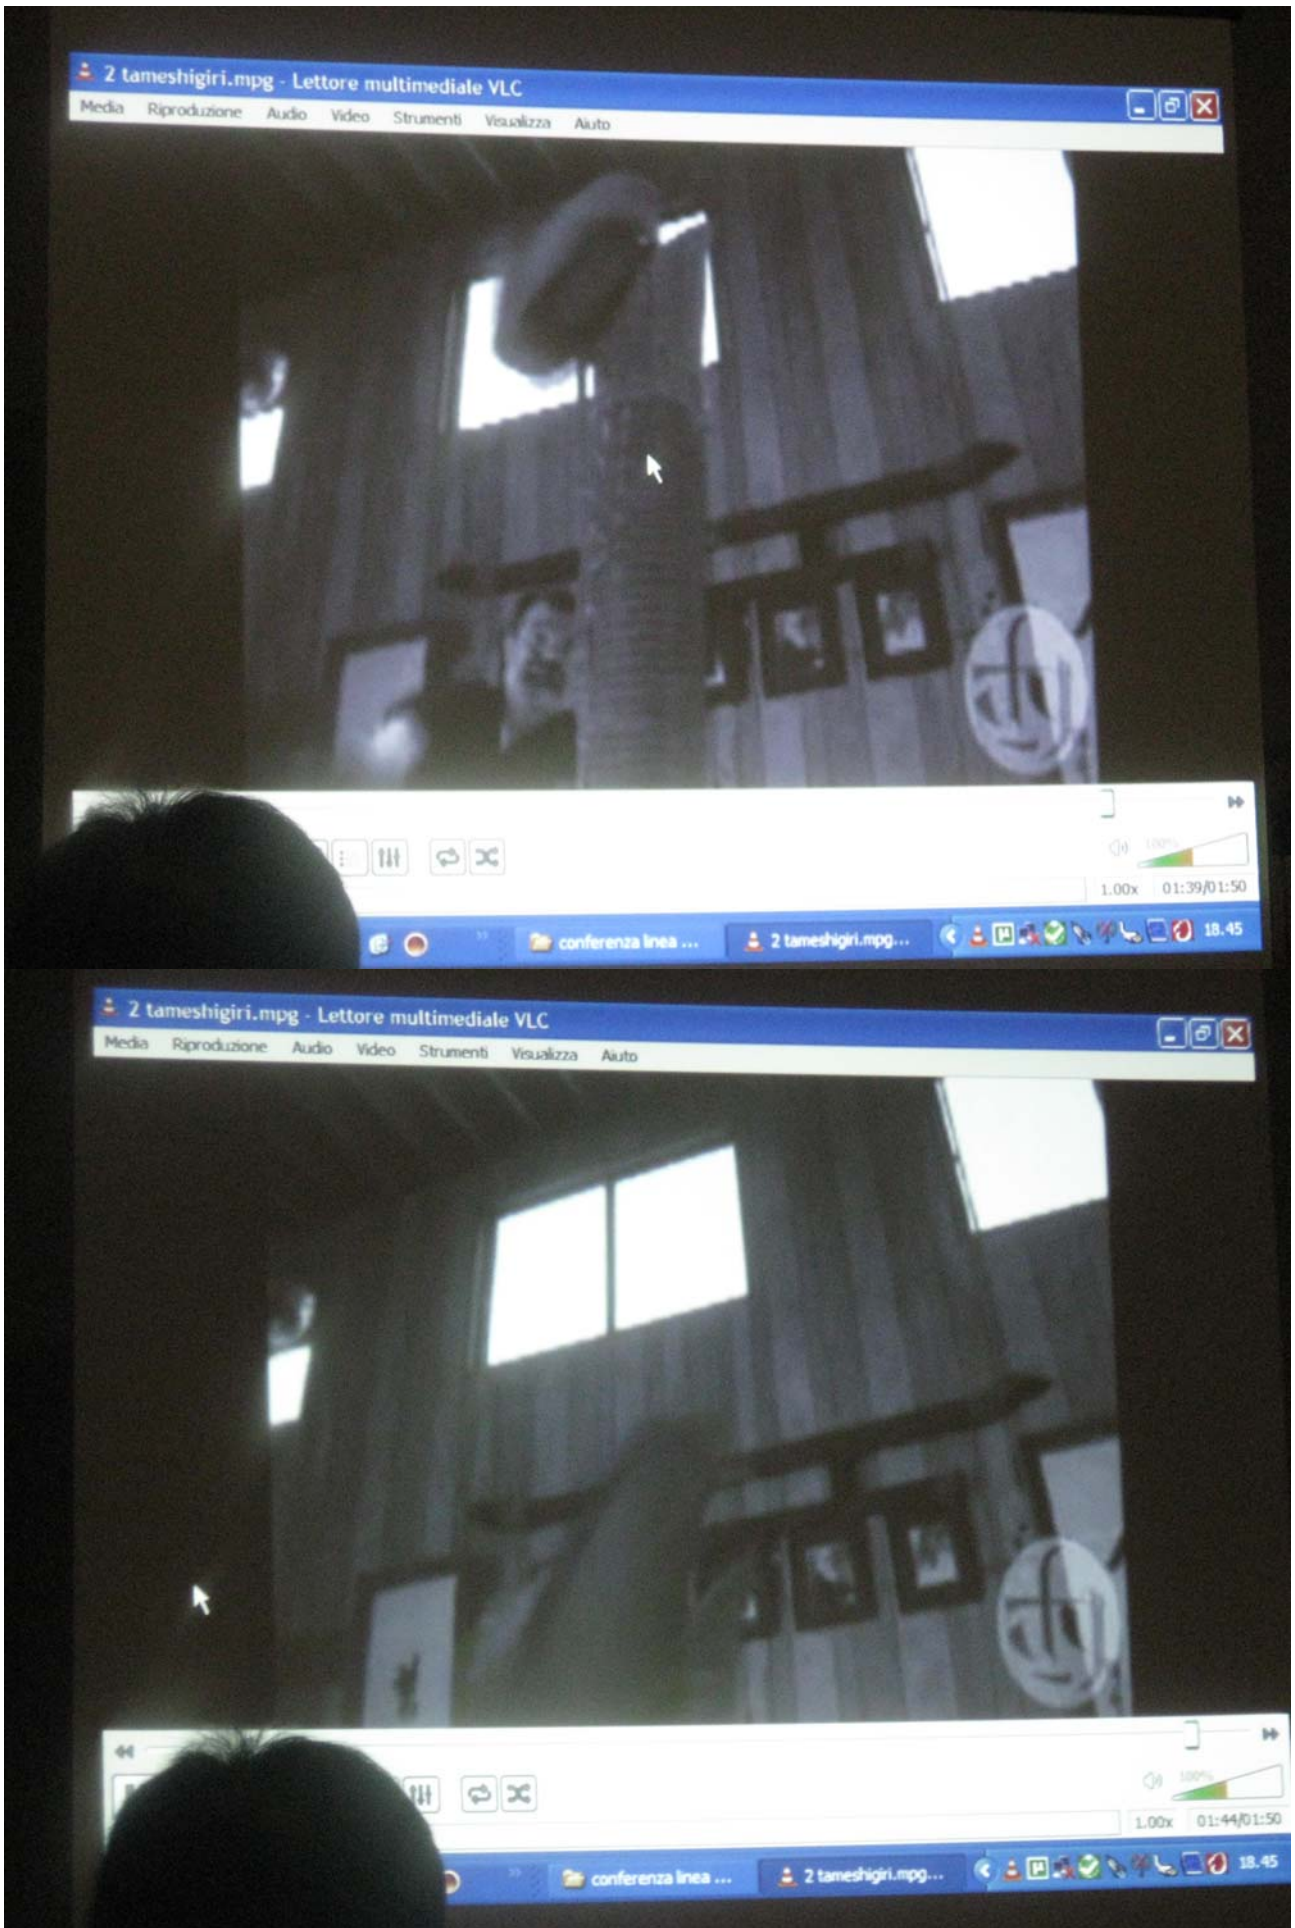 2 tameshigiri.mpg - Lettore multimediale VLC
Media Riproduzione Audio Video Strumenti Visualizza Aiuto
100%
1.00x 01:39/01:50
conferenza linea ... 2 tameshigiri.mpg... 18.45
2 tameshigiri.mpg - Lettore multimediale VLC
Media Riproduzione Audio Video Strumenti Visualizza Aiuto
100%
1.00x 01:44/01:50
conferenza linea ... 2 tameshigiri.mpg... 18.45